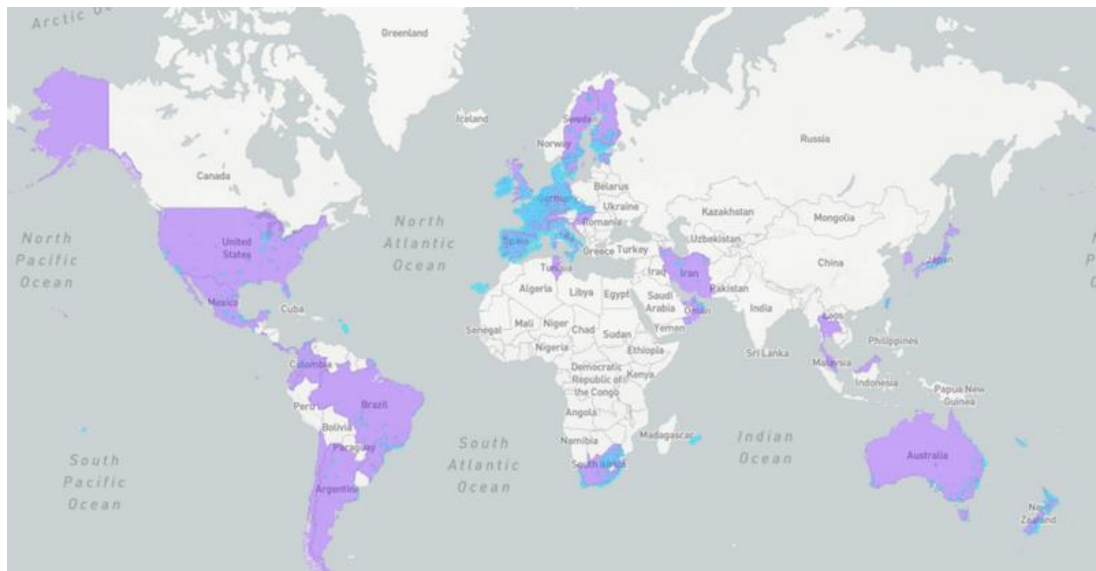 Arctic
Greenland
Iceland
Sweden
Norway
Russia
Canada
Belarus
Ukraine
Kazakhstan
Mongolia
Romania
Uzbekistan
North
Pacific
Ocean
United
States
North
Atlantic
Ocean
Spain
Greece
Turkey
China
Japan
Tunisia
Iraq
Iran
Algeria
Libya
Egypt
Pakistan
Saudi
Arabia
Oman
India
Laos
Mexico
Cuba
Senegal
Mali
Niger
Chad
Sudan
Yemen
Philippines
Nigeria
Ethiopia
Sri Lanka
Malaysia
Colombia
Democratic
Republic of
the Congo
Kenya
Indonesia
Papua New
Guinea
Peru
Brazil
Angola
Bolivia
Namibia
Madagascar
Indian
Ocean
Paraguay
South
Atlantic
Ocean
South
Pacific
Ocean
South Africa
Australia
Argentina
New
Zealand